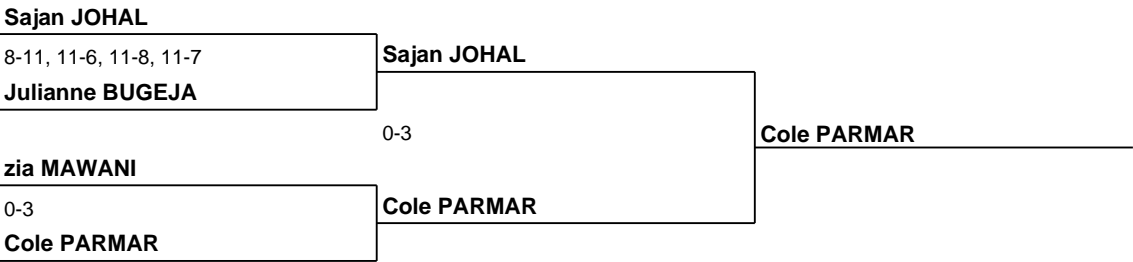 Sajan JOHAL
8-11, 11-6, 11-8, 11-7
Julianne BUGEJA
zia MAWANI
0-3
Cole PARMAR
Sajan JOHAL
0-3
Cole PARMAR
Cole PARMAR